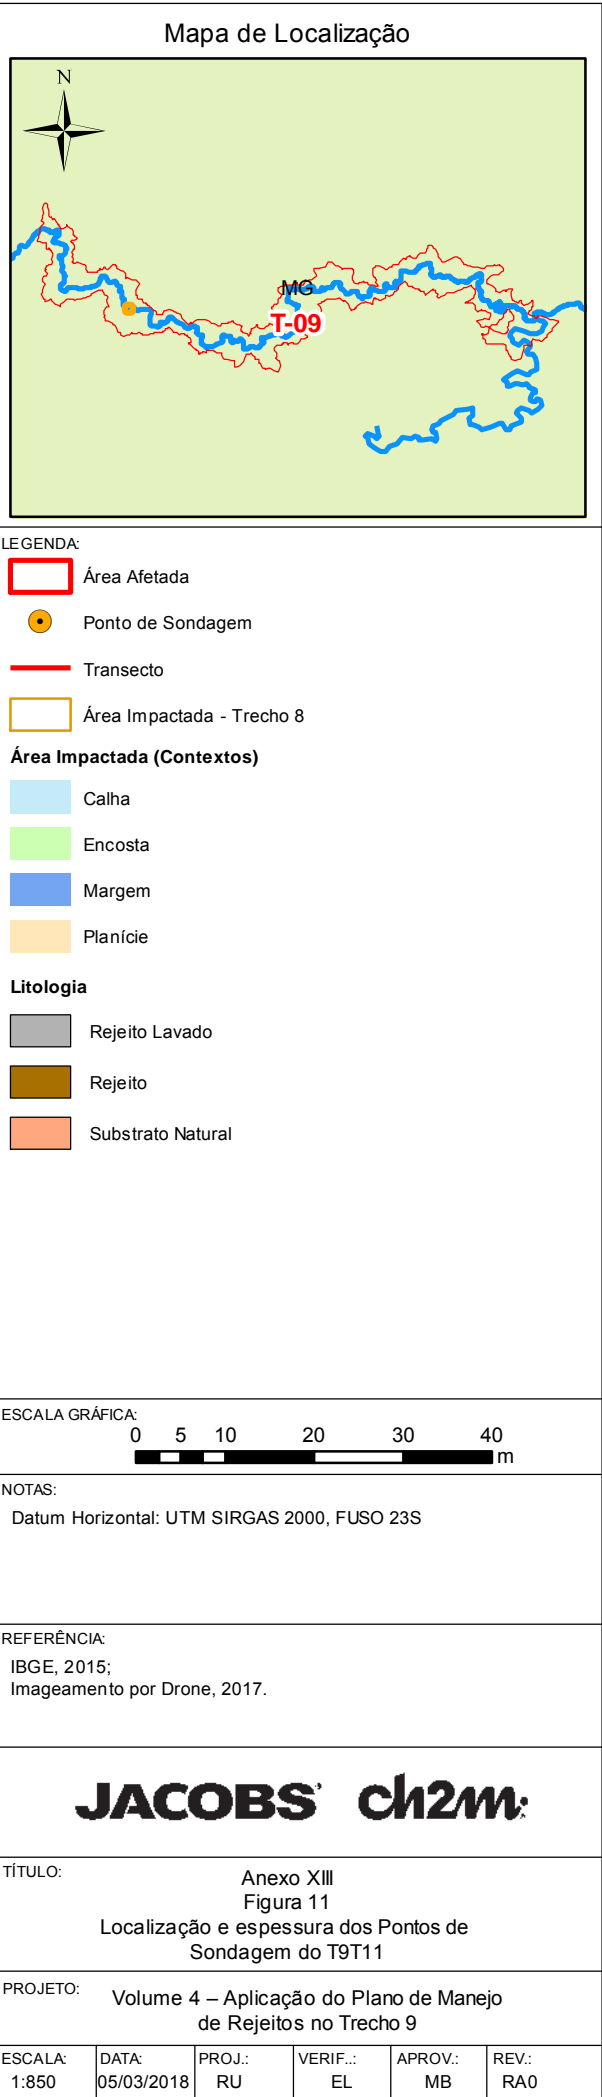 Mapa de Localização
N
MG
T-09
LEGENDA:
Área Afetada
Ponto de Sondagem
Transecto
Área Impactada - Trecho 8
Área Impactada (Contextos)
Calha
Encosta
Margem
Planície
Litologia
Rejeito Lavado
Rejeito
Substrato Natural
ESCALA GRÁFICA:
0 5 10 20 30 40
m
NOTAS:
Datum Horizontal: UTM SIRGAS 2000, FUSO 23S
REFERÊNCIA:
IBGE, 2015;
Imageamento por Drone, 2017.
JACOBS ch2m:
TÍTULO:
Anexo XIII
Figura 11
Localização e espessura dos Pontos de
Sondagem do T9T11
PROJETO:
Volume 4 – Aplicação do Plano de Manejo
de Rejeitos no Trecho 9
ESCALA: DATA: PROJ.: VERIF..: APROV.: REV.:
1:850 05/03/2018 RU EL MB RA0